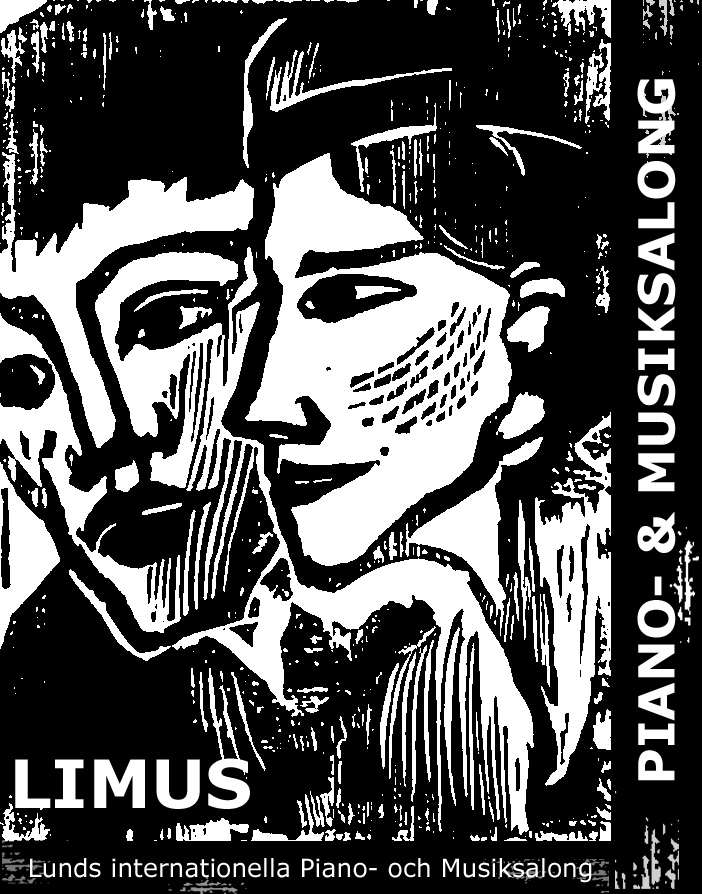 LIMUS
Lunds internationella Piano- och Musiksalong
PIANO- & MUSIKSALONG